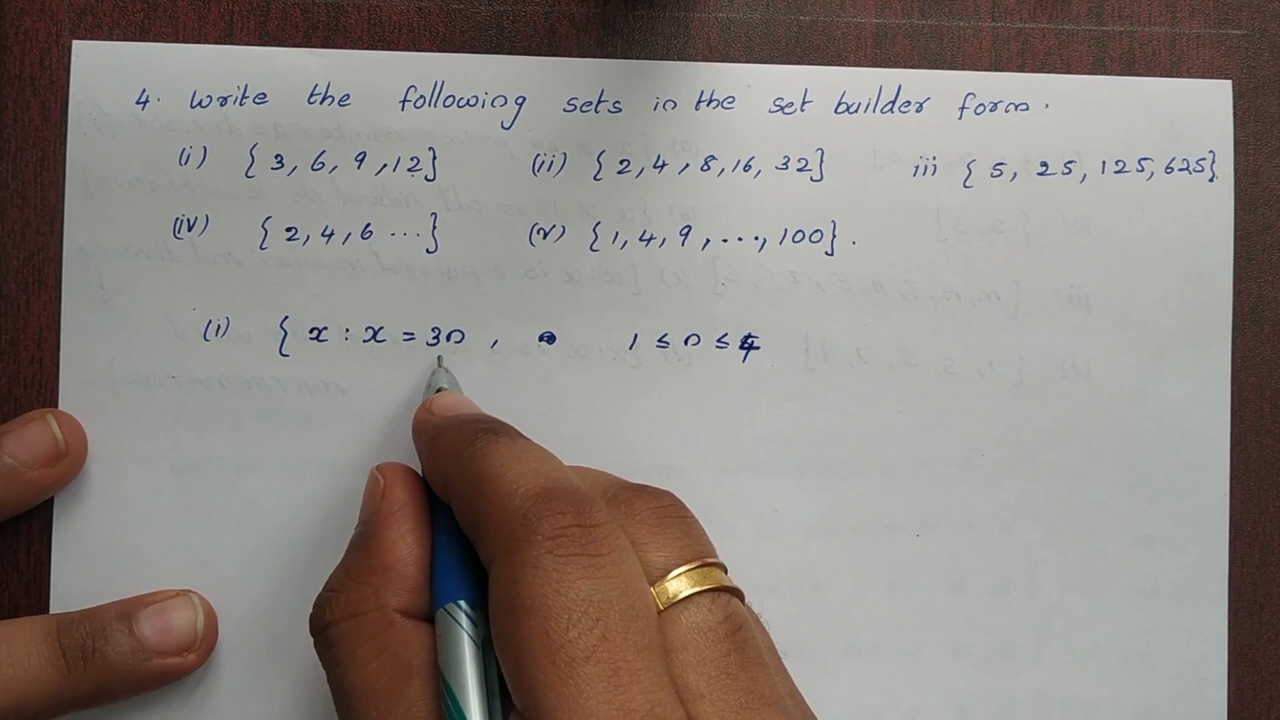 4. Write the following sets in the set builder form.
(i) {3, 6, 9, 12} (ii) {2, 4, 8, 16, 32} iii {5, 25, 125, 625}
(iv) {2, 4, 6 ...} (v) {1, 4, 9, ..., 100}.
(i) {x : x = 3n, 1 ≤ n ≤ 4